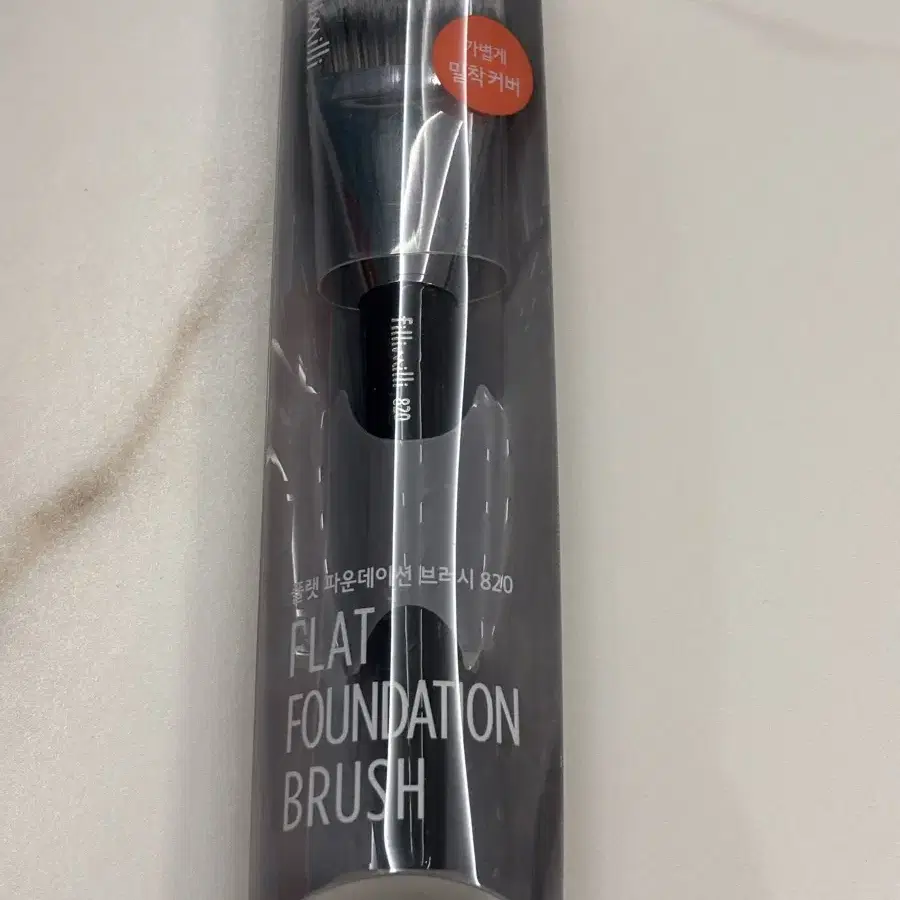 가볍게
밀착커버
fillimilli 820
플랫 파운데이션 브러시 820
FLAT
FOUNDATION
BRUSH